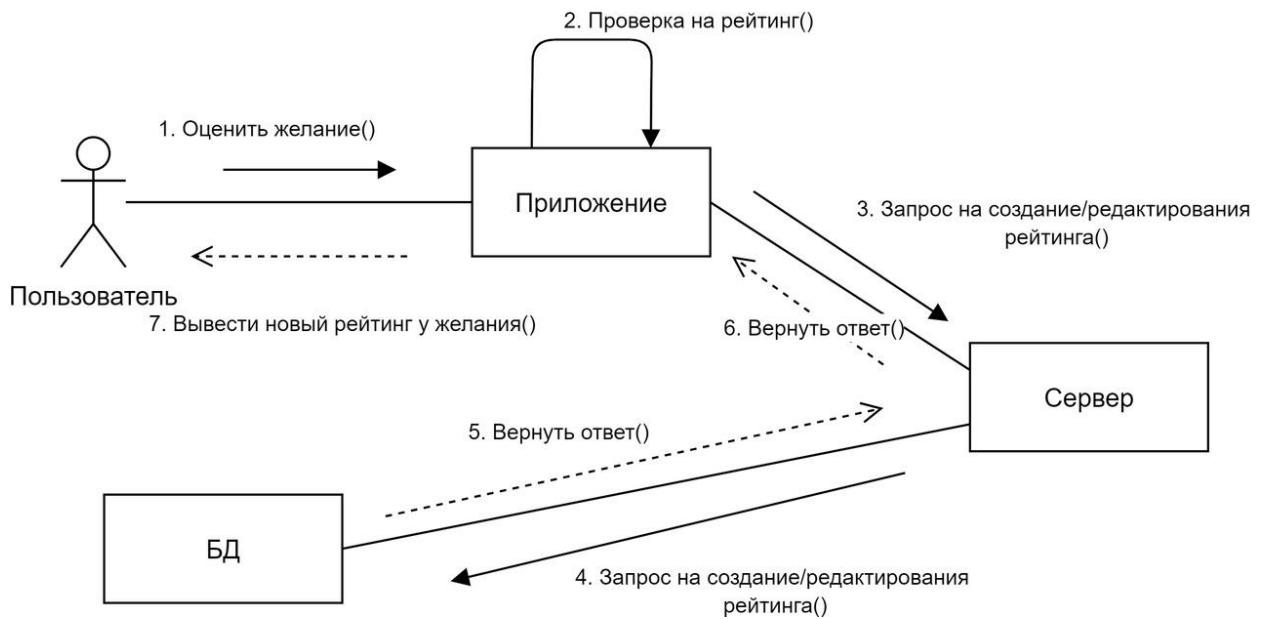 2. Проверка на рейтинг()
1. Оценить желание()
Приложение
3. Запрос на создание/редактирования
рейтинга()
Пользователь
7. Вывести новый рейтинг у желания()
6. Вернуть ответ()
Сервер
5. Вернуть ответ()
БД
4. Запрос на создание/редактирования
рейтинга()